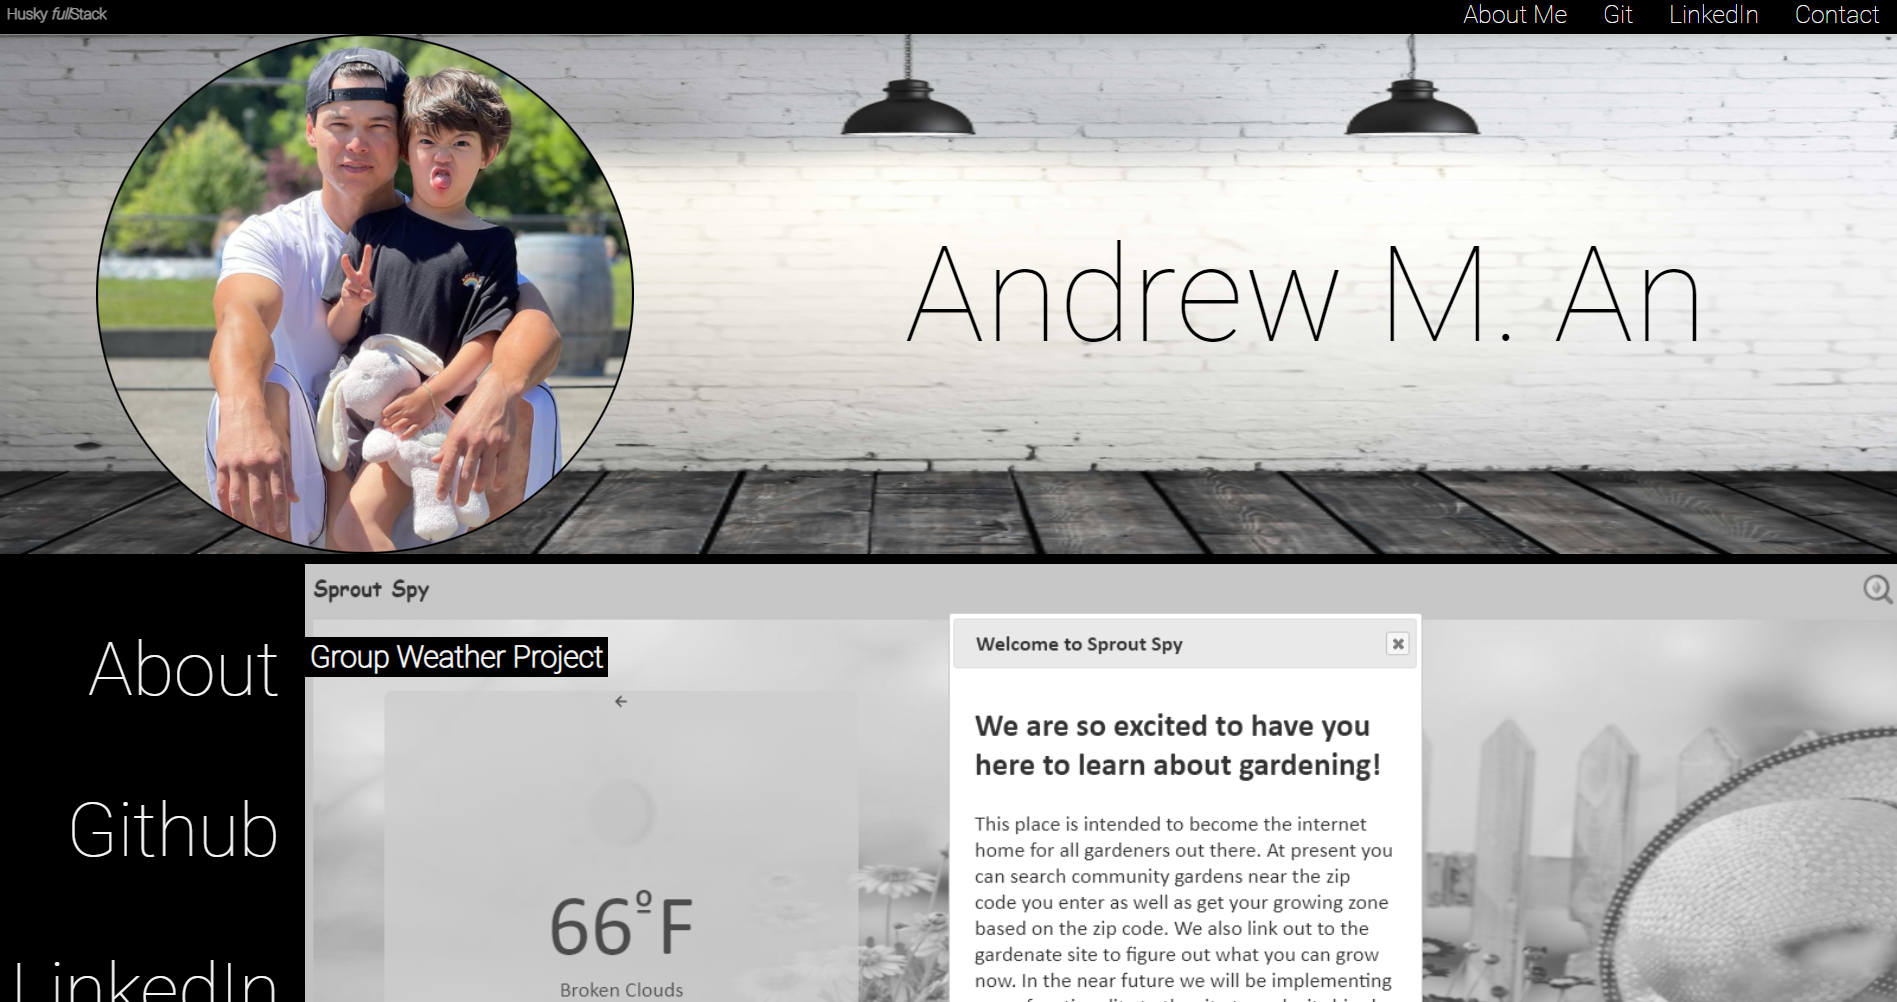 Husky fullStack
About Me Git LinkedIn Contact
Andrew M. An
About
Github
LinkedIn
Sprout Spy
Group Weather Project
66ºF
Broken Clouds
Welcome to Sprout Spy
We are so excited to have you
here to learn about gardening!
This place is intended to become the internet
home for all gardeners out there. At present you
can search community gardens near the zip
code you enter as well as get your growing zone
based on the zip code. We also link out to the
gardenate site to figure out what you can grow
now. In the near future we will be implementing